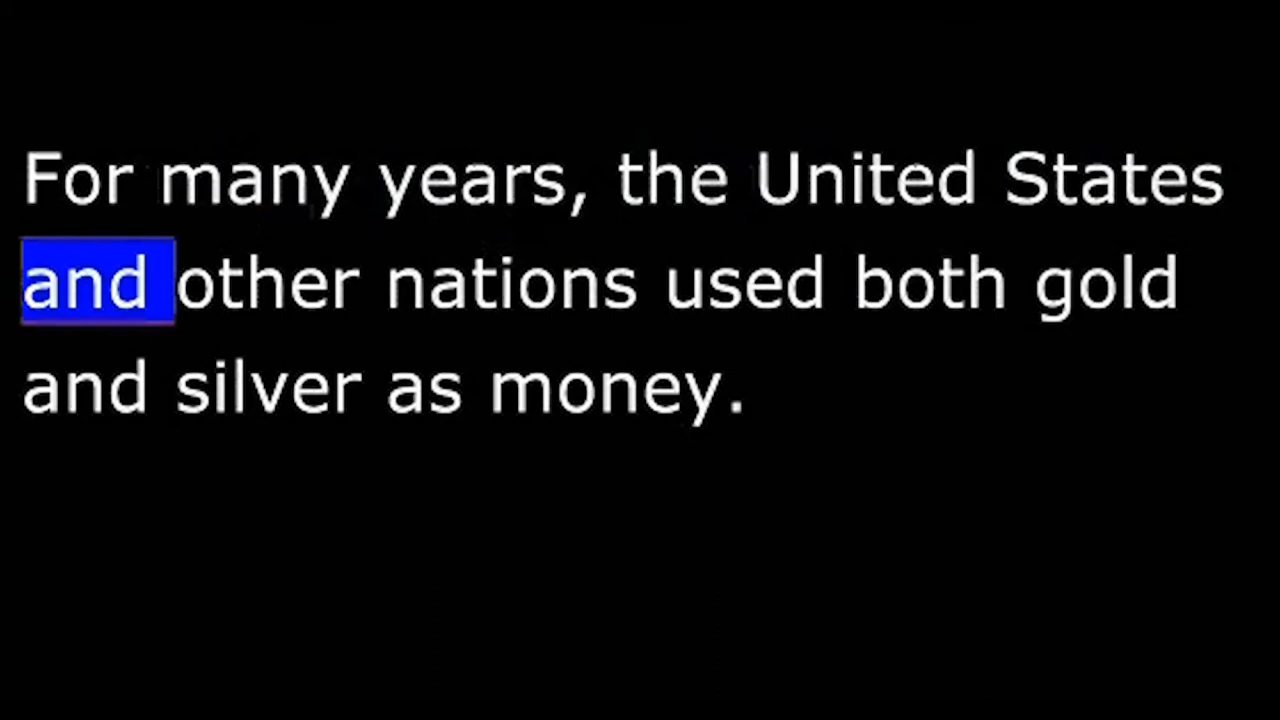 For many years, the United States
and other nations used both gold
and silver as money.